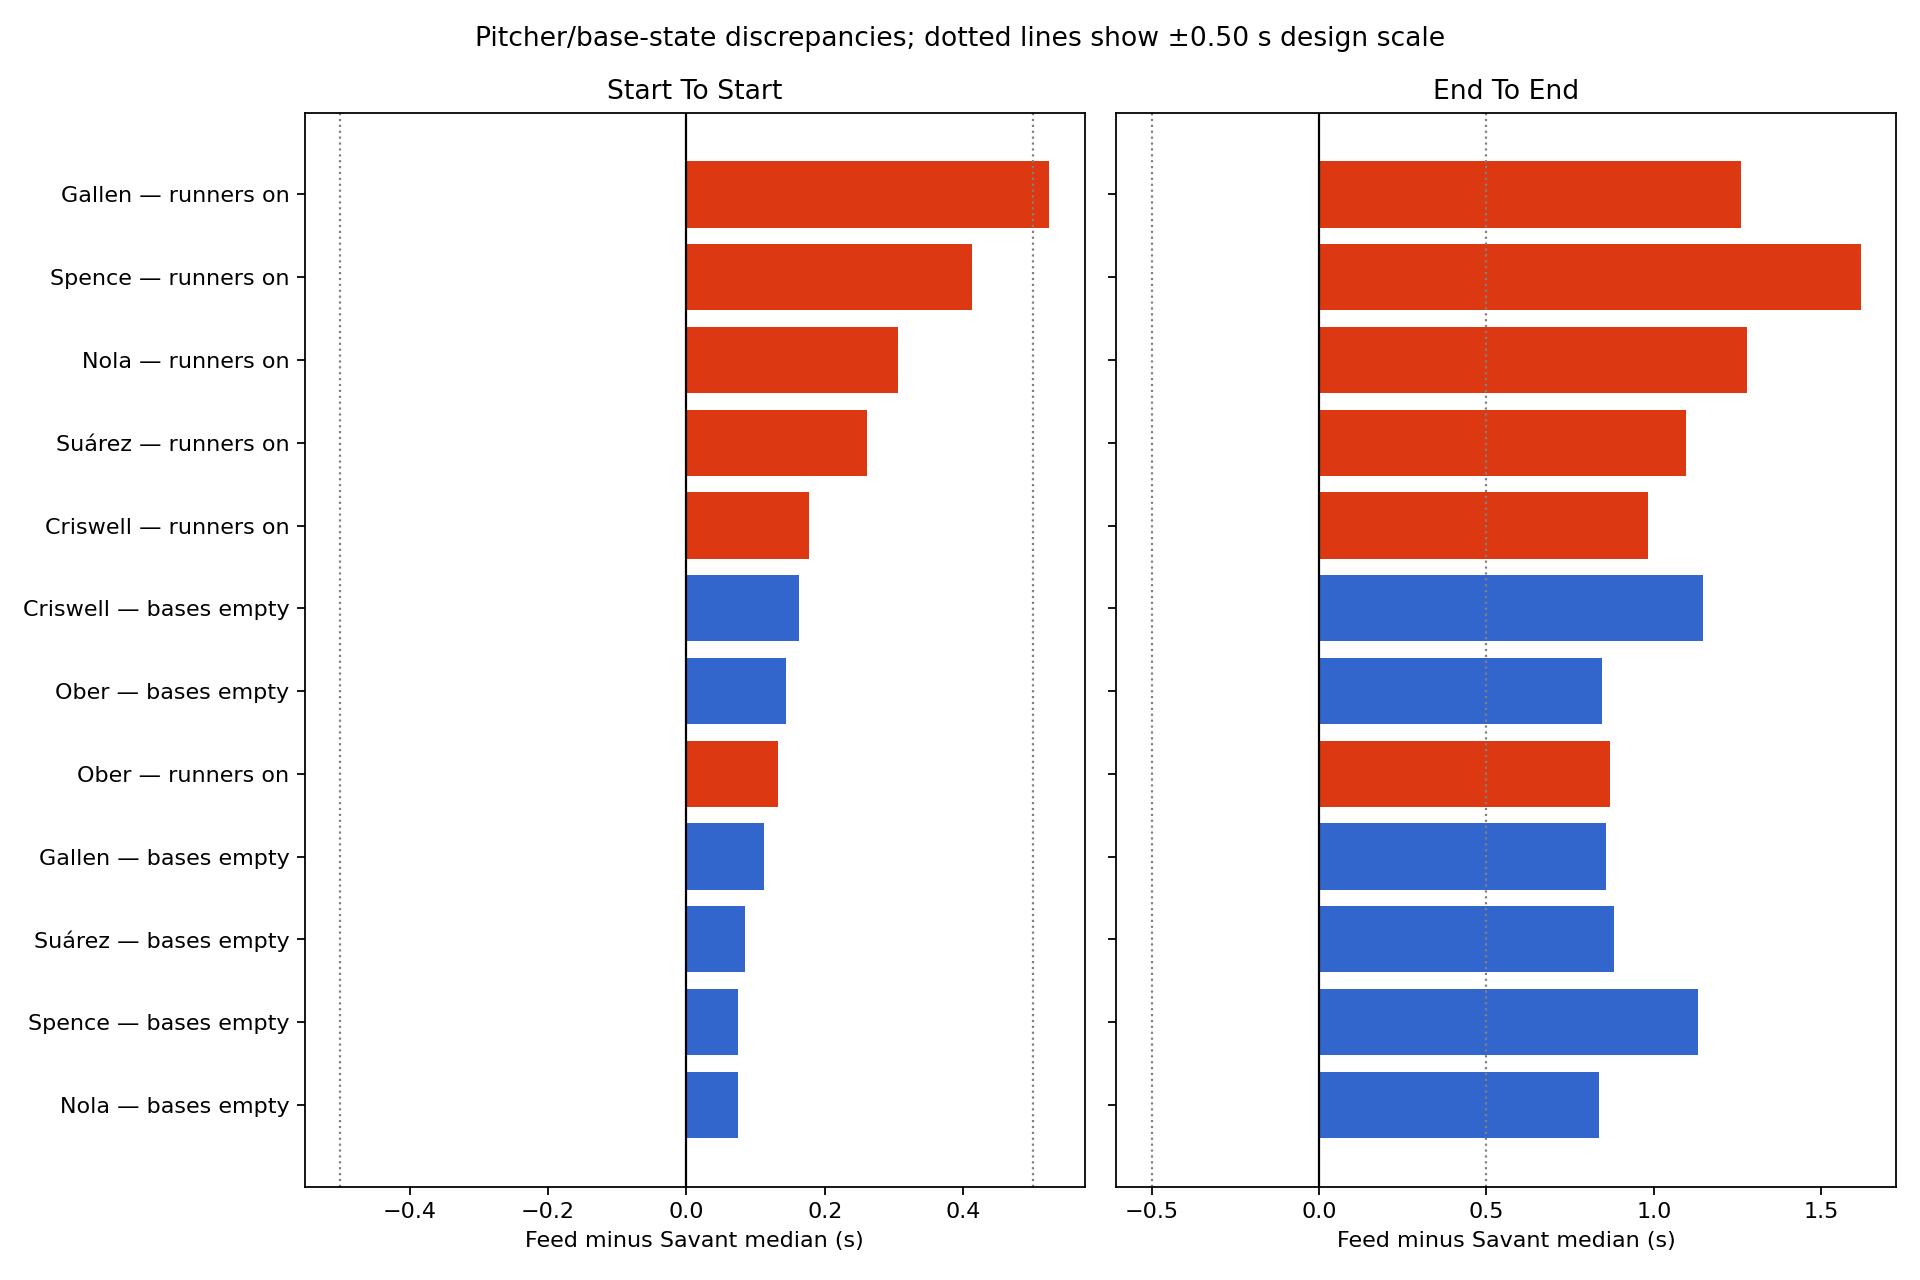 Pitcher/base-state discrepancies; dotted lines show ±0.50 s design scale
Start To Start
End To End
Gallen — runners on
Spence — runners on
Nola — runners on
Suárez — runners on
Criswell — runners on
Criswell — bases empty
Ober — bases empty
Ober — runners on
Gallen — bases empty
Suárez — bases empty
Spence — bases empty
Nola — bases empty
−0.4 −0.2 0.0 0.2 0.4
−0.5 0.0 0.5 1.0 1.5
Feed minus Savant median (s)
Feed minus Savant median (s)